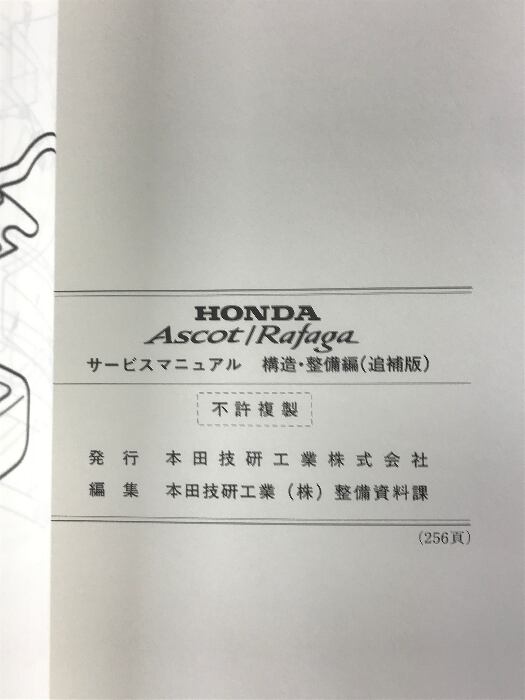 HONDA
Ascot/Rafaga
サービスマニュアル 構造・整備編(追補版)
不許複製
発行 本田技研工業株式会社
編集 本田技研工業(株)整備資料課
(256頁)